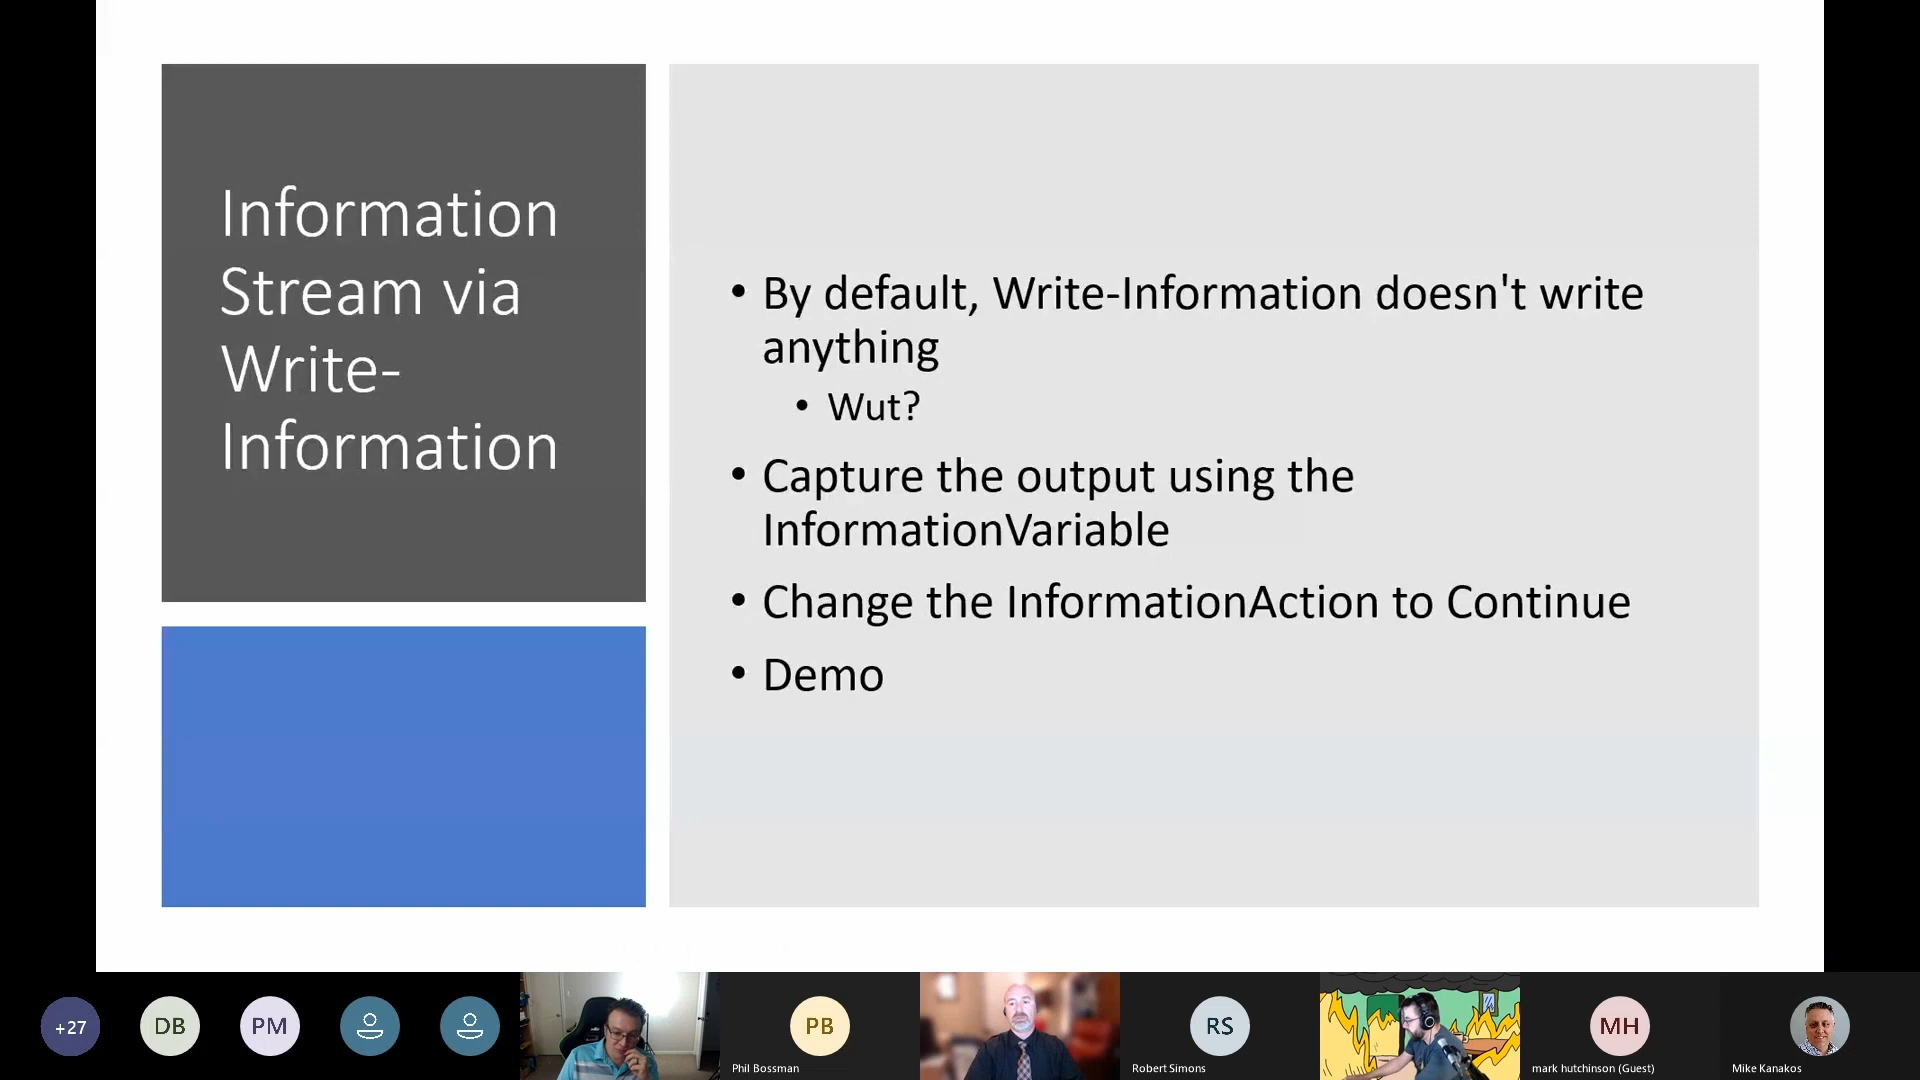 Information
Stream via
Write-
Information
• By default, Write-Information doesn't write
anything
• Wut?
• Capture the output using the
InformationVariable
• Change the InformationAction to Continue
• Demo
+27
DB
PM
PB
Phil Bossman
RS
Robert Simons
MH
mark hutchinson (Guest)
Mike Kanakos